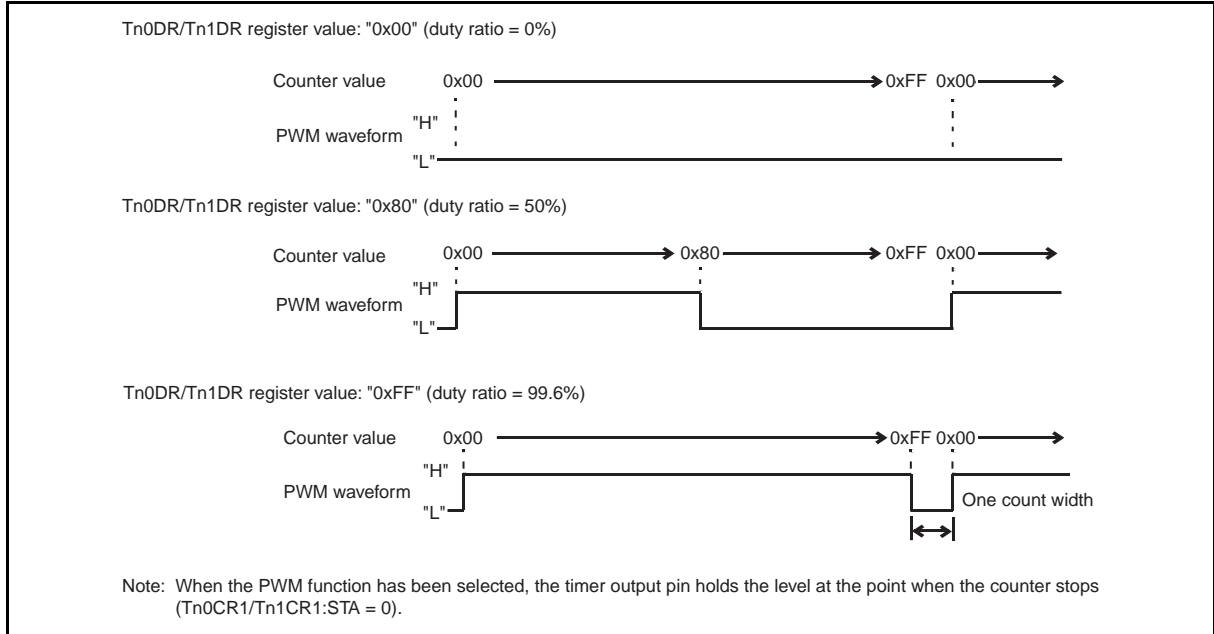 Tn0DR/Tn1DR register value: "0x00" (duty ratio = 0%)
Counter value 0x00 0xFF 0x00
"H"
PWM waveform
"L"
Tn0DR/Tn1DR register value: "0x80" (duty ratio = 50%)
Counter value 0x00 0x80 0xFF 0x00
"H"
PWM waveform
"L"
Tn0DR/Tn1DR register value: "0xFF" (duty ratio = 99.6%)
Counter value 0x00 0xFF 0x00
"H"
PWM waveform
"L"
One count width
Note: When the PWM function has been selected, the timer output pin holds the level at the point when the counter stops
(Tn0CR1/Tn1CR1:STA = 0).